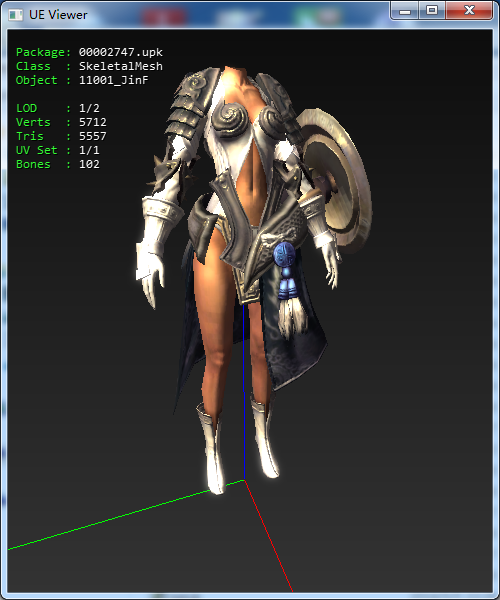 UE Viewer
Package: 00002747.upk
Class : SkeletalMesh
Object : 11001_JinF
LOD : 1/2
Verts : 5712
Tris : 5557
UV Set : 1/1
Bones : 102